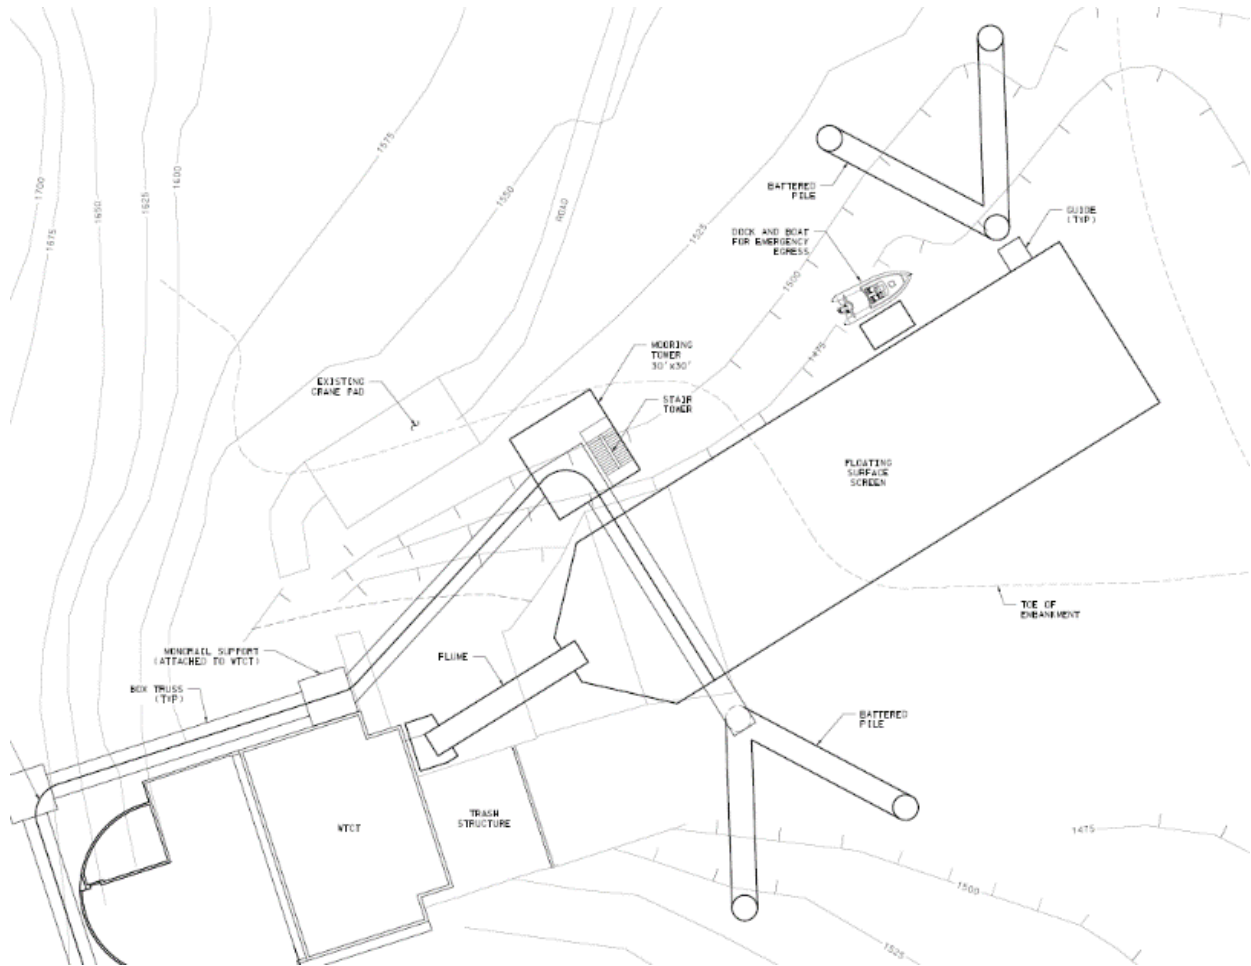 1700
1675
1650
1625
1600
1575
1550
ROAD
1525
1500
1475
BATTERED
PILE
GUIDE
(TYP)
DOCK AND BOAT
FOR EMERGENCY
EGRESS
MOORING
TOWER
30'x30'
STAIR
TOWER
EXISTING
CRANE PAD
FLOATING
SURFACE
SCREEN
TOE OF
EMBANKMENT
MONORAIL SUPPORT
(ATTACHED TO WTCT)
BOX TRUSS
(TYP)
FLUME
BATTERED
PILE
WTCT
TRASH
STRUCTURE
1475
1500
1525